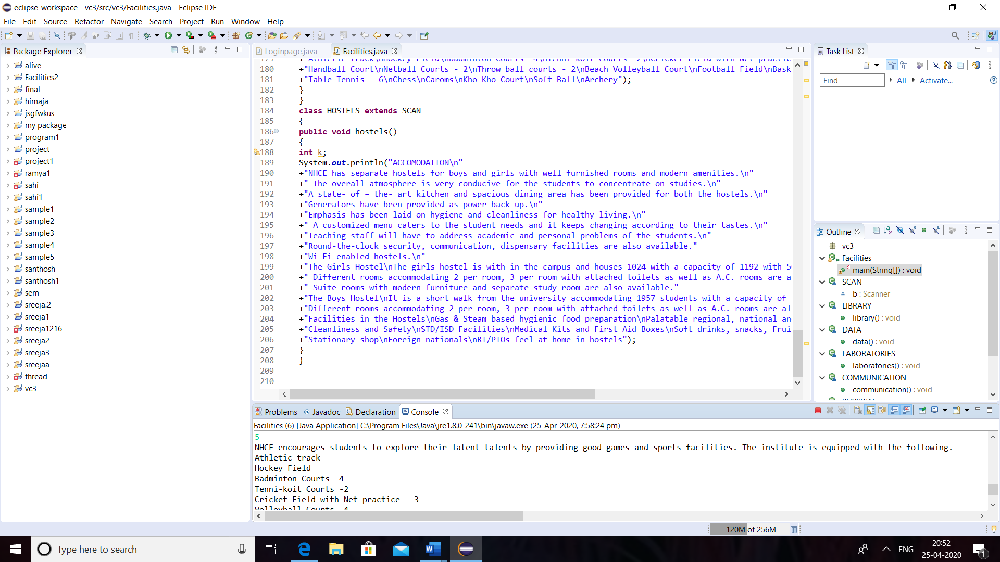 eclipse-workspace - vc3/src/vc3/Facilities.java - Eclipse IDE
File Edit Source Refactor Navigate Search Project Run Window Help
Package Explorer
alive
Facilities2
final
himaja
jsgfwkus
my package
program1
project
project1
ramya1
sahi
sahi1
sample1
sample2
sample3
sample4
sample5
santhosh
santhosh1
sem
sreeja.2
sreeja1
sreeja1216
sreeja2
sreeja3
sreejaa
thread
vc3
Loginpage.java Facilities.java
179 +"Athletic track\nHockey Field\nBadminton Courts -4\nTenni-koit Courts -2\nCricket Field with Net practice
180 +"Handball Court\nNetball Courts - 2\nThrow ball courts - 2\nBeach Volleyball Court\nFootball Field\nBask
181 +"Table Tennis - 6\nChess\nCaroms\nKho Kho Court\nSoft Ball\nArchery");
182 }
183 }
184 class HOSTELS extends SCAN
185 {
186 public void hostels()
187 {
188 int k;
189 System.out.println("ACCOMODATION\n"
190 +"NHCE has separate hostels for boys and girls with well furnished rooms and modern amenities.\n"
191 +" The overall atmosphere is very conducive for the students to concentrate on studies.\n"
192 +"A state- of – the- art kitchen and spacious dining area has been provided for both the hostels.\n"
193 +"Generators have been provided as power back up.\n"
194 +"Emphasis has been laid on hygiene and cleanliness for healthy living.\n"
195 +" A customized menu caters to the student needs and it keeps changing according to their tastes.\n"
196 +"Teaching staff will have to address academic and personal problems of the students.\n"
197 +"Round-the-clock security, communication, dispensary facilities are also available."
198 +"Wi-Fi enabled hostels.\n"
199 +"The Girls Hostel\nThe girls hostel is with in the campus and houses 1024 with a capacity of 1192 with 50
200 +" Different rooms accommodating 2 per room, 3 per room with attached toilets as well as A.C. rooms are a
201 +" Suite rooms with modern furniture and separate study room are also available."
202 +"The Boys Hostel\nIt is a short walk from the university accommodating 1957 students with a capacity of
203 +"Different rooms accommodating 2 per room, 3 per room with attached toilets as well as A.C. rooms are al
204 +"Facilities in the Hostels\nGas & Steam based hygienic food preparation\nPalatable regional, national an
205 +"Cleanliness and Safety\nSTD/ISD Facilities\nMedical Kits and First Aid Boxes\nSoft drinks, snacks, Frui
206 +"Stationary shop\nForeign nationals\nRI/PIOs feel at home in hostels");
207 }
208 }
209
210
Task List
Find All Activate...
Outline
vc3
Facilities
main(String[]) : void
SCAN
b : Scanner
LIBRARY
library() : void
DATA
data() : void
LABORATORIES
laboratories() : void
COMMUNICATION
communication() : void
PHYSICAL
Problems @ Javadoc Declaration Console
Facilities (6) [Java Application] C:\Program Files\Java\jre1.8.0_241\bin\javaw.exe (25-Apr-2020, 7:58:24 pm)
5
NHCE encourages students to explore their latent talents by providing good games and sports facilities. The institute is equipped with the following.
Athletic track
Hockey Field
Badminton Courts -4
Tenni-koit Courts -2
Cricket Field with Net practice - 3
Volleyball Courts -4
120M of 256M
Type here to search
ENG
20:52
25-04-2020
1